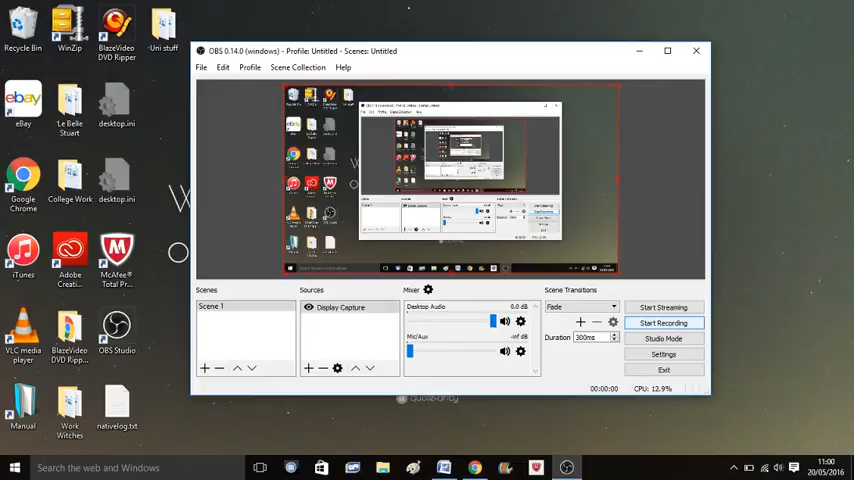 Recycle Bin
WinZip
BlazeVideo
DVD Ripper
Uni stuff
eBay
'Le Belle
Stuart
desktop.ini
Google
Chrome
College Work
desktop.ini
iTunes
Adobe
Creati...
McAfee®
Total Pr...
VLC media
player
BlazeVideo
DVD Ripp...
OBS Studio
Manual
Work
Witches
nativelog.txt
W
O
OBS 0.14.0 (windows) - Profile: Untitled - Scenes: Untitled
File Edit Profile Scene Collection Help
Scenes
Scene 1
Sources
Display Capture
Mixer
Desktop Audio 0.0 dB
Mic/Aux -inf dB
Scene Transitions
Fade
Duration 300ms
Start Streaming
Start Recording
Studio Mode
Settings
Exit
00:00:00 CPU: 12.9%
Search the web and Windows
11:00
20/05/2016